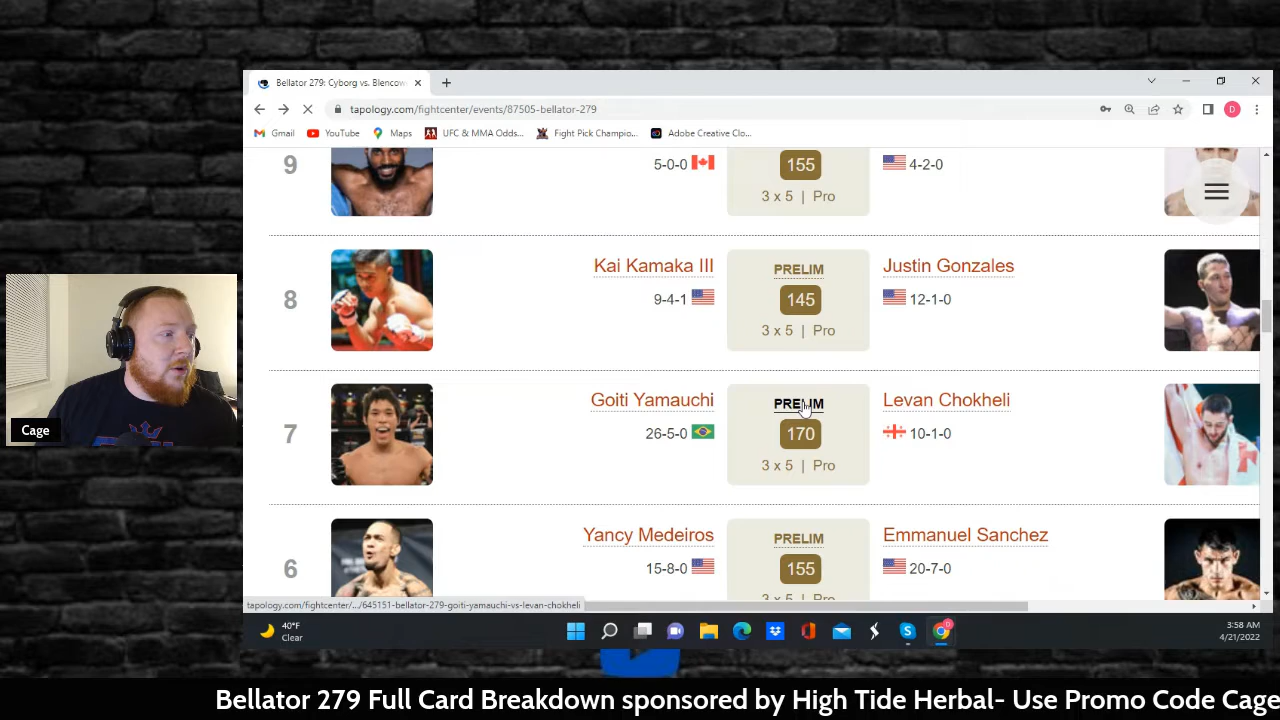 Bellator 279: Cyborg vs. Blencow
tapology.com/fightcenter/events/87505-bellator-279
D
Gmail YouTube Maps UFC & MMA Odds... Fight Pick Champio... Adobe Creative Clo...
9 5-0-0 155 4-2-0
3 x 5 | Pro
Kai Kamaka III PRELIM Justin Gonzales
8 9-4-1 145 12-1-0
3 x 5 | Pro
Goiti Yamauchi PRELIM Levan Chokheli
7 26-5-0 170 10-1-0
3 x 5 | Pro
Yancy Medeiros PRELIM Emmanuel Sanchez
6 15-8-0 155 20-7-0
3 x 5 | Pro
tapology.com/fightcenter/.../645151-bellator-279-goiti-yamauchi-vs-levan-chokheli
Cage
40°F
Clear
3:58 AM
4/21/2022
Bellator 279 Full Card Breakdown sponsored by High Tide Herbal- Use Promo Code Cage